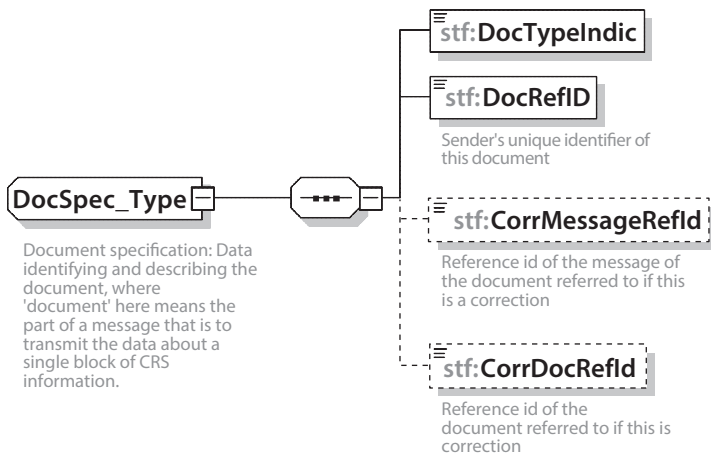 stf:DocTypeIndic
stf:DocRefID
Sender's unique identifier of
this document
DocSpec_Type
Document specification: Data
identifying and describing the
document, where
'document' here means the
part of a message that is to
transmit the data about a
single block of CRS
information.
stf:CorrMessageRefId
Reference id of the message of
the document referred to if this
is a correction
stf:CorrDocRefId
Reference id of the
document referred to if this is
correction